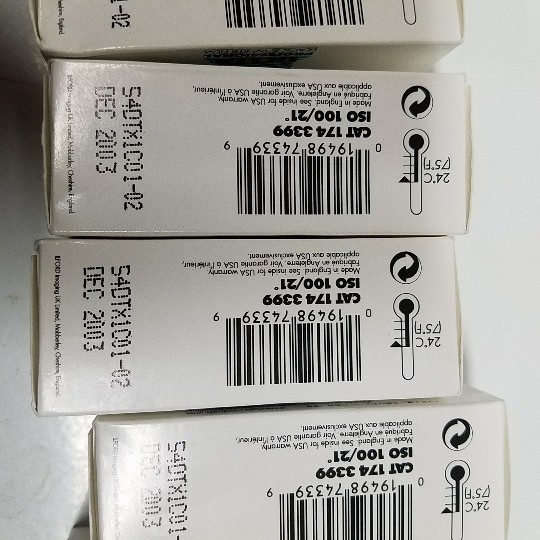 -02
24°C
(75°F)
0 19498 74339 9
CAT 174 3399
ISO 100/21°
Made in England. See inside for USA warranty.
Fabriqué en Angleterre. Voir garantie USA à l'intérieur,
applicable aux USA exclusivement.
S4DTX1C01-02
DEC 2003
24°C
(75°F)
0 19498 74339 9
CAT 174 3399
ISO 100/21°
Made in England. See inside for USA warranty.
Fabriqué en Angleterre. Voir garantie USA à l'intérieur,
applicable aux USA exclusivement.
S4DTX1C01-02
DEC 2003
24°C
(75°F)
0 19498 74339 9
CAT 174 3399
ISO 100/21°
Made in England. See inside for USA warranty.
Fabriqué en Angleterre. Voir garantie USA à l'intérieur,
applicable aux USA exclusivement.
S4DTX1C01-
DEC 2003